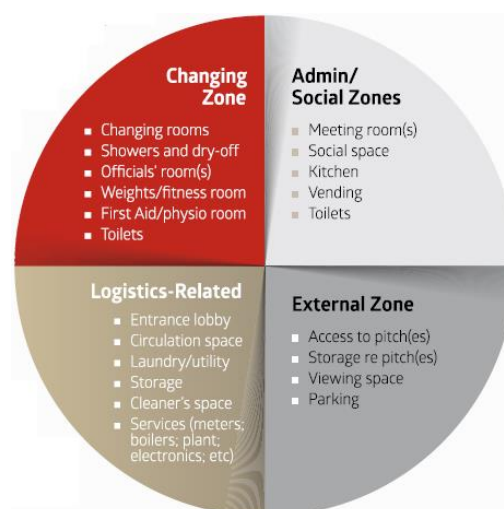 Changing
Zone
Changing rooms
Showers and dry-off
Officials' room(s)
Weights/fitness room
First Aid/physio room
Toilets
Admin/
Social Zones
Meeting room(s)
Social space
Kitchen
Vending
Toilets
Logistics-Related
Entrance lobby
Circulation space
Laundry/utility
Storage
Cleaner's space
Services (meters;
boilers; plant;
electronics; etc)
External Zone
Access to pitch(es)
Storage re pitch(es)
Viewing space
Parking